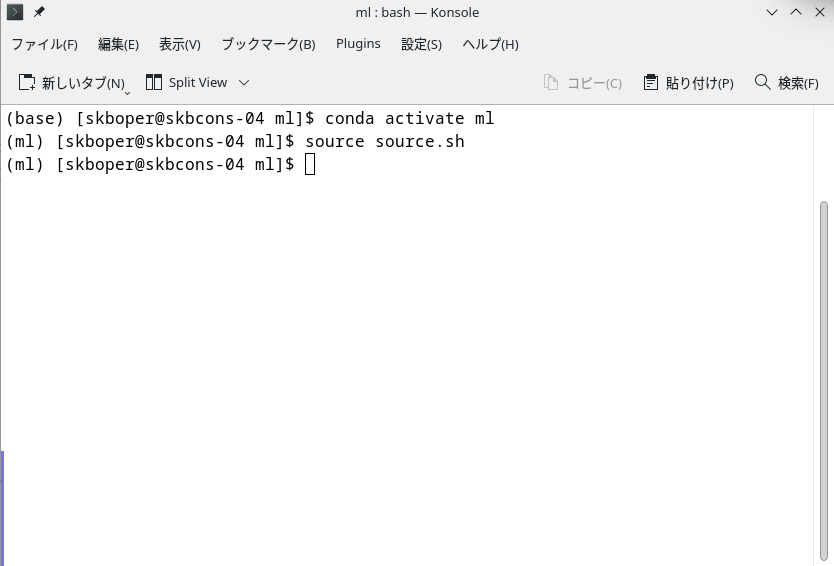 ml : bash — Konsole
ファイル(F) 編集(E) 表示(V) ブックマーク(B) Plugins 設定(S) ヘルプ(H)
新しいタブ(N) Split View コピー(C) 貼り付け(P) 検索(F)
(base) [skboper@skbcons-04 ml]$ conda activate ml
(ml) [skboper@skbcons-04 ml]$ source source.sh
(ml) [skboper@skbcons-04 ml]$